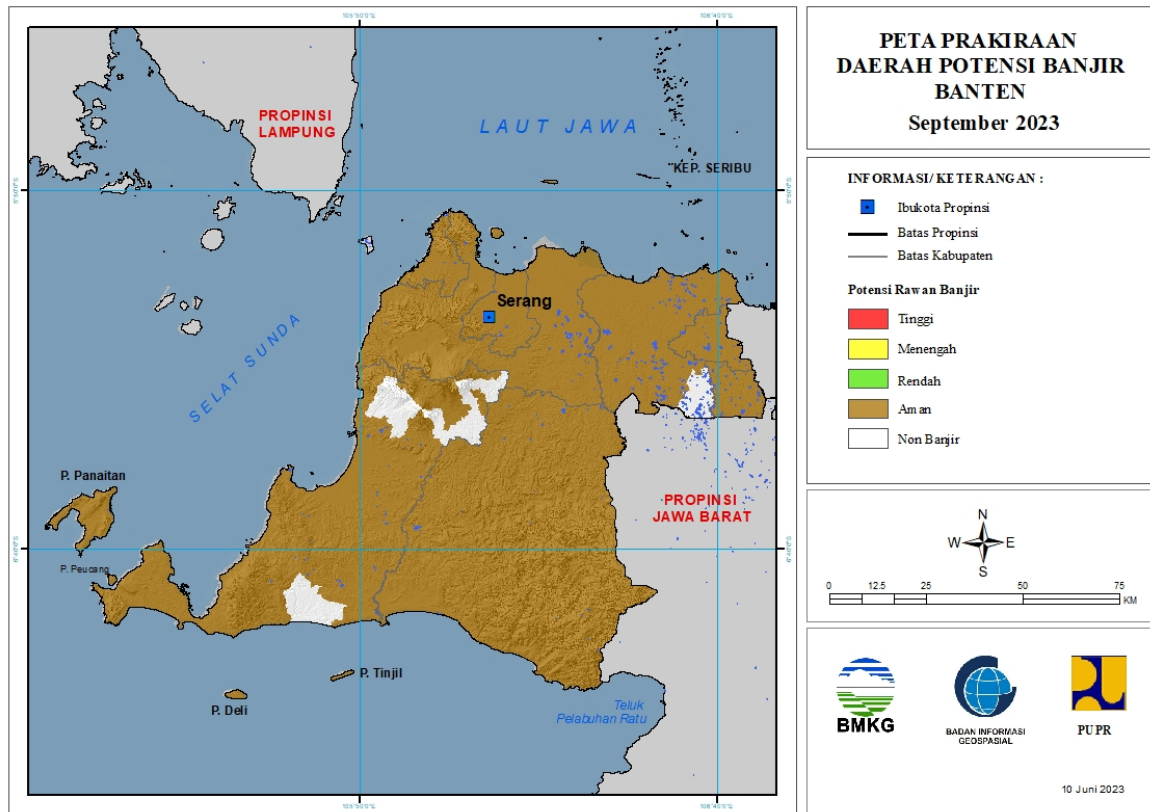 PETA PRAKIRAAN
DAERAH POTENSI BANJIR
BANTEN
September 2023
INFORMASI/ KETERANGAN :
Ibukota Propinsi
Batas Propinsi
Batas Kabupaten
Potensi Rawan Banjir
Tinggi
Menengah
Rendah
Aman
Non Banjir
N
W E
S
0 12.5 25 50 75
KM
BMKG
BADAN INFORMASI
GEOSPASIAL
PUPR
10 Juni 2023
PROPINSI
LAMPUNG
LAUT JAWA
KEP. SERIBU
Serang
SELAT SUNDA
P. Panaitan
P. Peucang
PROPINSI
JAWA BARAT
P. Tinjil
P. Deli
Teluk
Pelabuhan Ratu